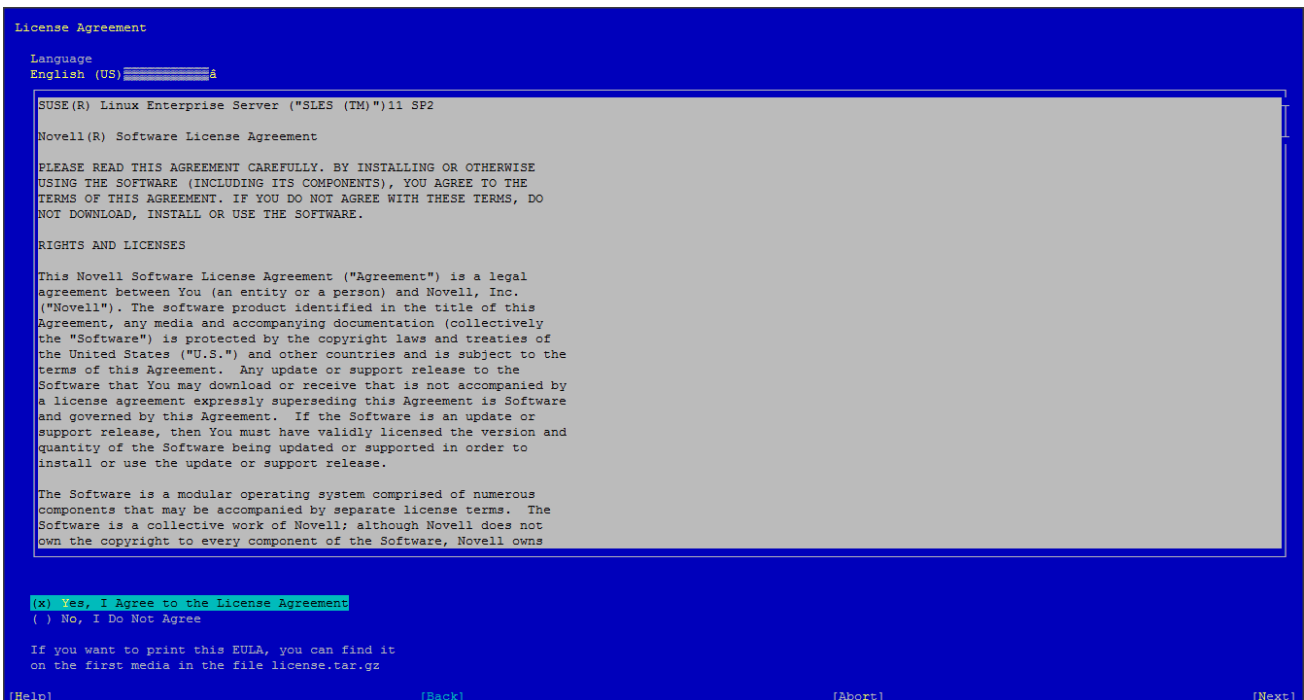 License Agreement
Language
English (US)▒▒▒▒▒▒▒▒▒▒▒â
SUSE(R) Linux Enterprise Server ("SLES (TM)")11 SP2
Novell(R) Software License Agreement
PLEASE READ THIS AGREEMENT CAREFULLY. BY INSTALLING OR OTHERWISE
USING THE SOFTWARE (INCLUDING ITS COMPONENTS), YOU AGREE TO THE
TERMS OF THIS AGREEMENT. IF YOU DO NOT AGREE WITH THESE TERMS, DO
NOT DOWNLOAD, INSTALL OR USE THE SOFTWARE.
RIGHTS AND LICENSES
This Novell Software License Agreement ("Agreement") is a legal
agreement between You (an entity or a person) and Novell, Inc.
("Novell"). The software product identified in the title of this
Agreement, any media and accompanying documentation (collectively
the "Software") is protected by the copyright laws and treaties of
the United States ("U.S.") and other countries and is subject to the
terms of this Agreement.  Any update or support release to the
Software that You may download or receive that is not accompanied by
a license agreement expressly superseding this Agreement is Software
and governed by this Agreement.  If the Software is an update or
support release, then You must have validly licensed the version and
quantity of the Software being updated or supported in order to
install or use the update or support release.
The Software is a modular operating system comprised of numerous
components that may be accompanied by separate license terms.  The
Software is a collective work of Novell; although Novell does not
own the copyright to every component of the Software, Novell owns
(x) Yes, I Agree to the License Agreement
( ) No, I Do Not Agree
If you want to print this EULA, you can find it
on the first media in the file license.tar.gz
[Help] [Back] [Abort] [Next]